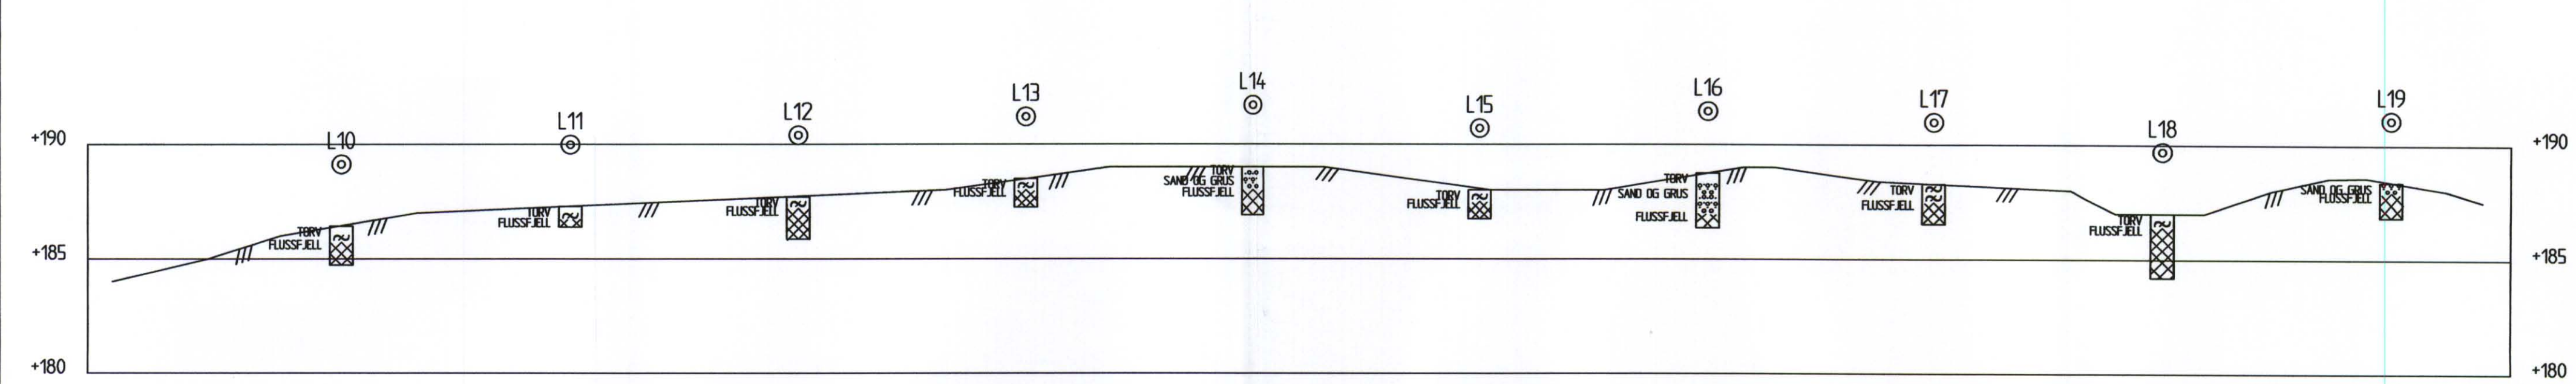 L10
L11
L12
L13
L14
L15
L16
L17
L18
L19
+190
+190
TORV
FLUSSFJELL
TORV
FLUSSFJELL
TORV
FLUSSFJELL
TORV
FLUSSFJELL
TORV
SAND OG GRUS
FLUSSFJELL
TORV
FLUSSFJELL
TORV
SAND OG GRUS
FLUSSFJELL
TORV
FLUSSFJELL
TORV
FLUSSFJELL
SAND OG GRUS
FLUSSFJELL
+185
+185
+180
+180